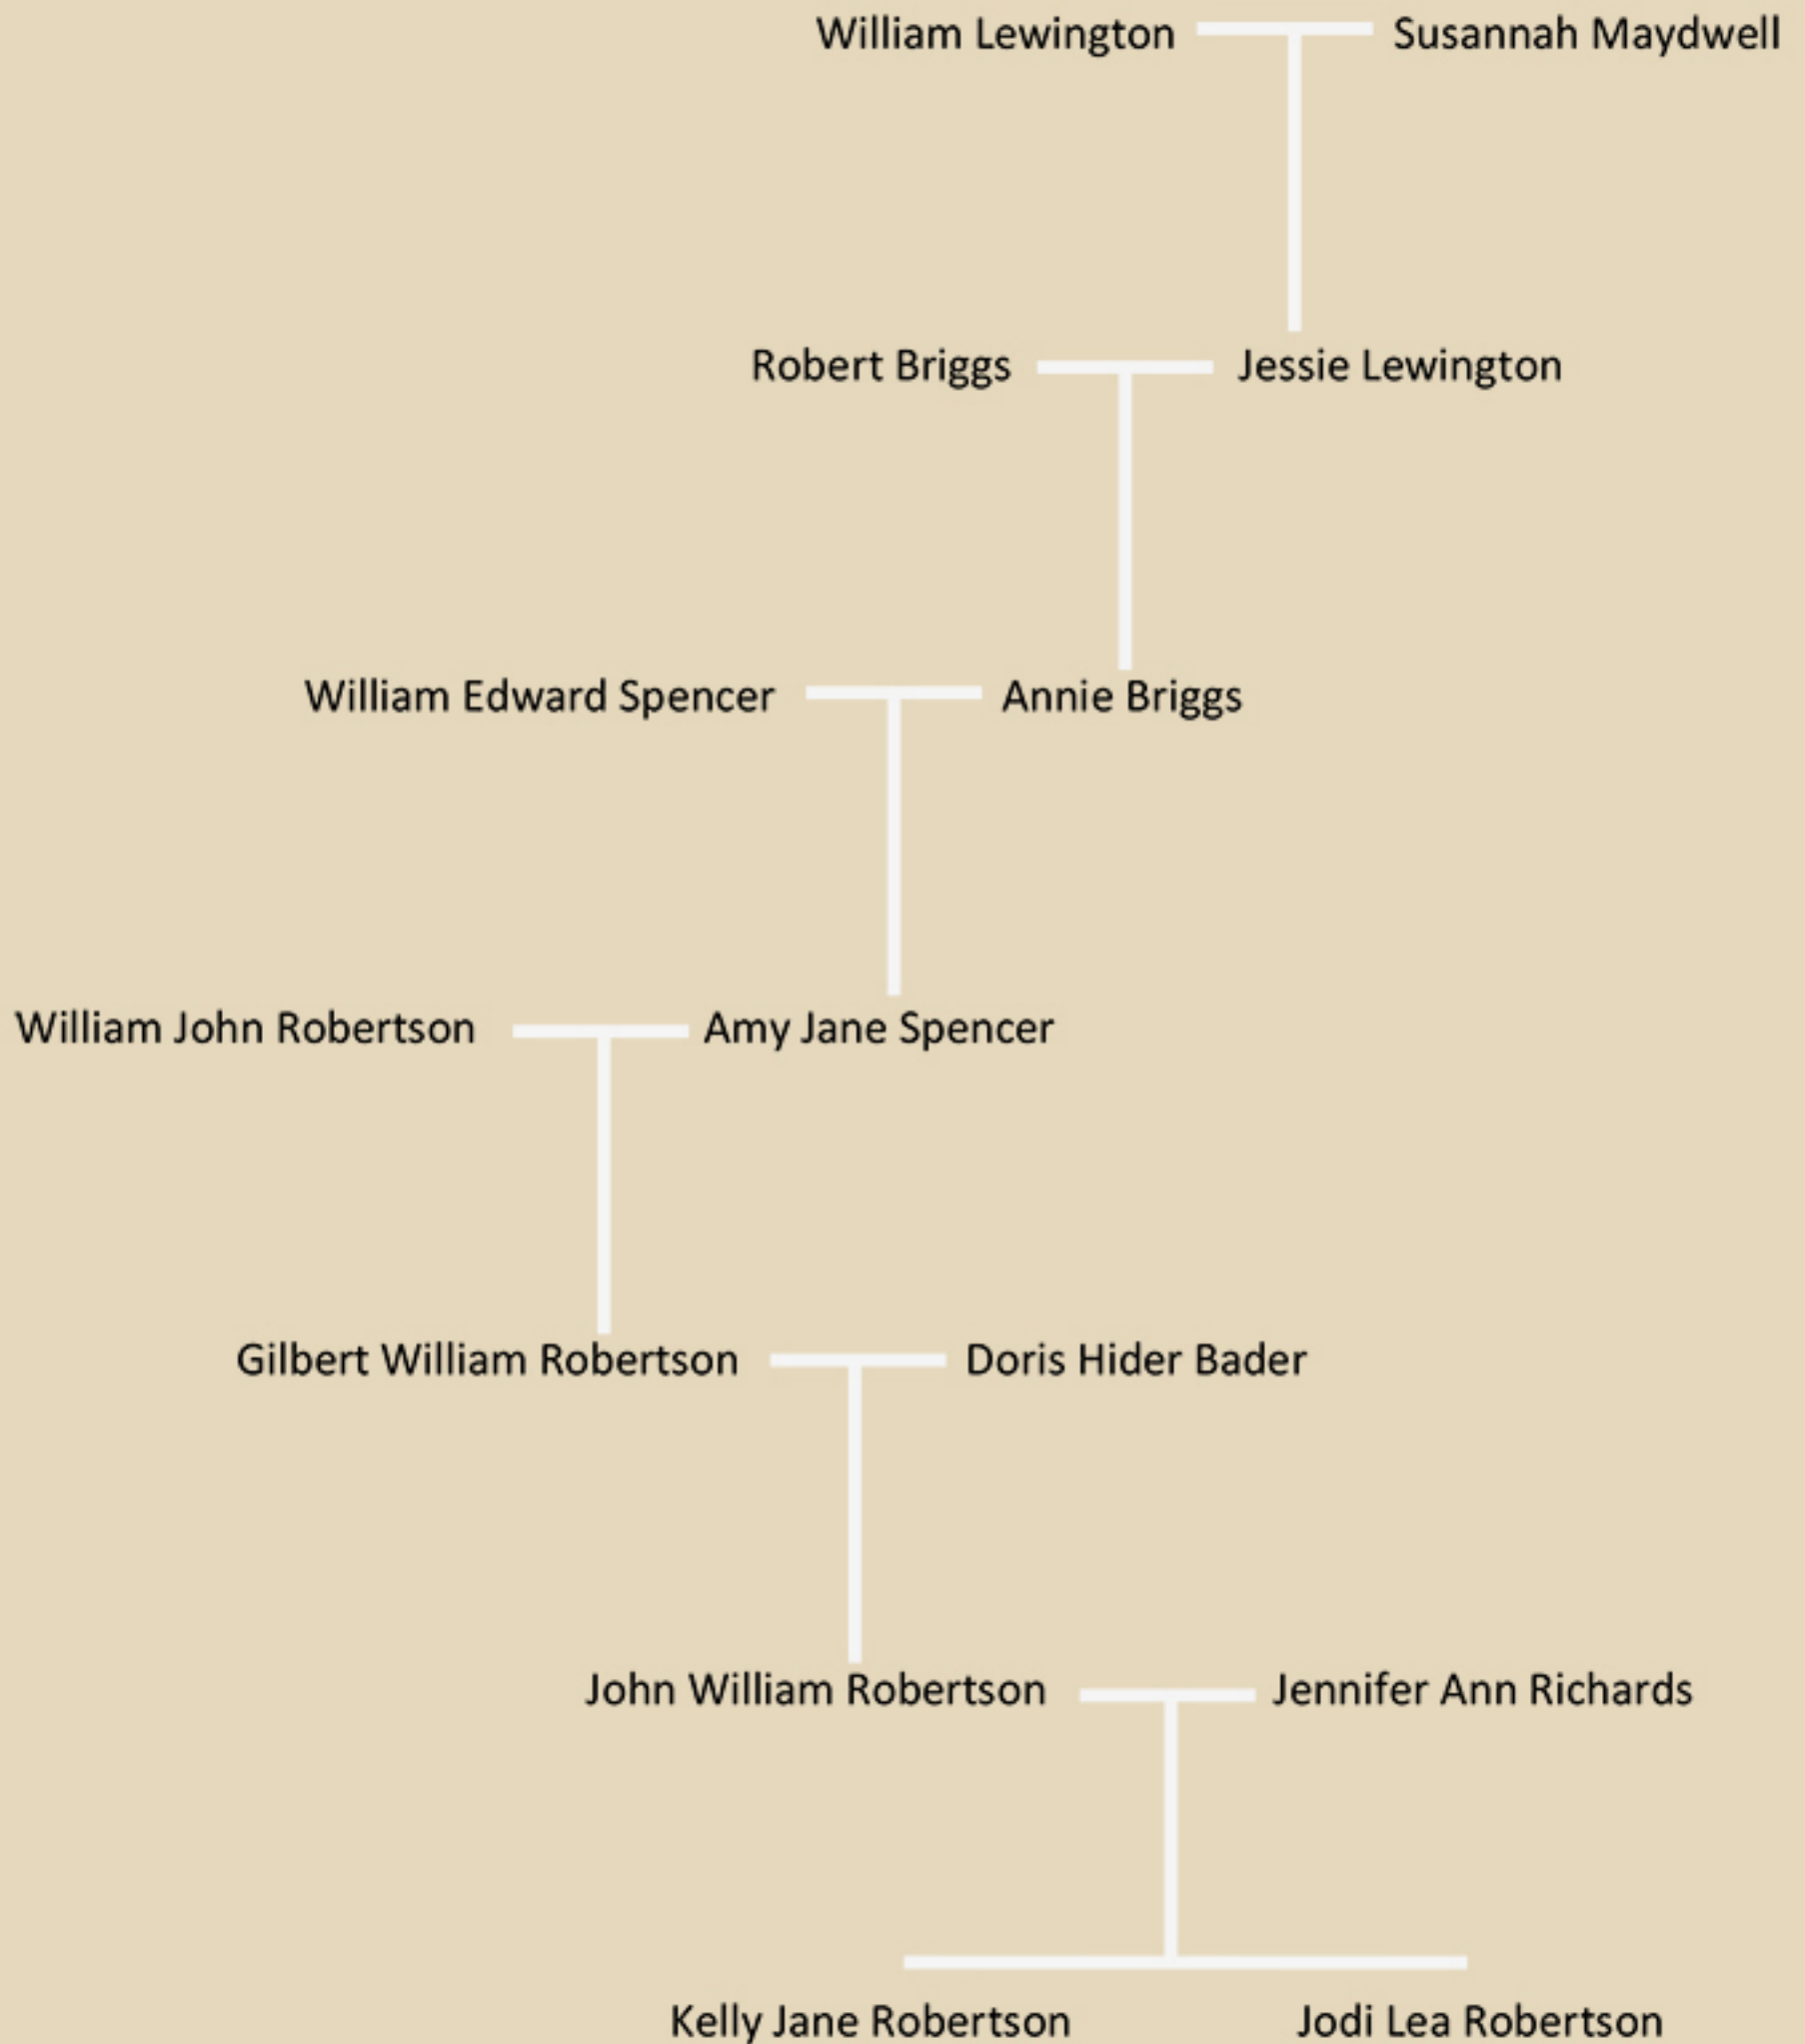 William Lewington Susannah Maydwell
Robert Briggs Jessie Lewington
William Edward Spencer Annie Briggs
William John Robertson Amy Jane Spencer
Gilbert William Robertson Doris Hider Bader
John William Robertson Jennifer Ann Richards
Kelly Jane Robertson Jodi Lea Robertson